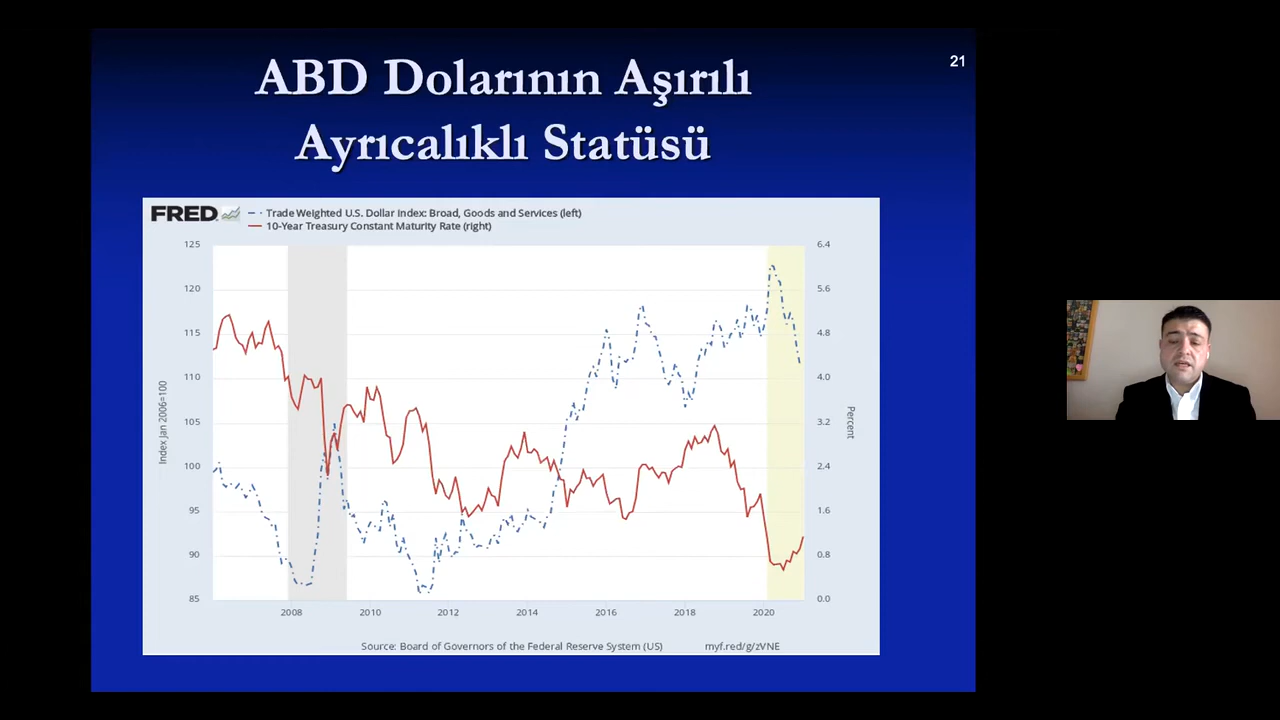 ABD Dolarının Aşırılı
Ayrıcalıklı Statüsü
21
FRED
Trade Weighted U.S. Dollar Index: Broad, Goods and Services (left)
10-Year Treasury Constant Maturity Rate (right)
125
120
115
110
105
100
95
90
85
Index Jan 2006=100
6.4
5.6
4.8
4.0
3.2
2.4
1.6
0.8
0.0
Percent
2008 2010 2012 2014 2016 2018 2020
Source: Board of Governors of the Federal Reserve System (US) myf.red/g/zVNE